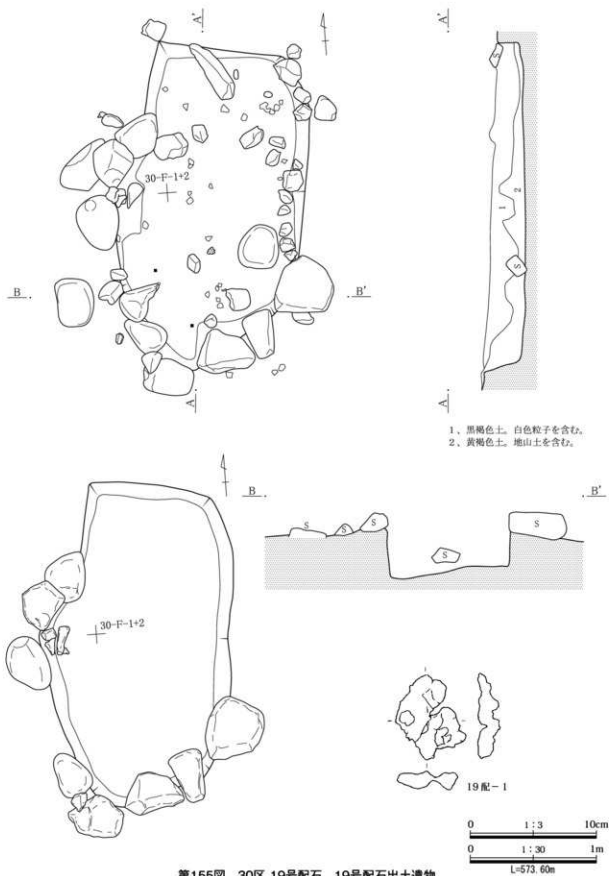 A'
A'
30-F-1+2
B
B'
A
A
1、黒褐色土。白色粒子を含む。
2、黄褐色土。地山土を含む。
1
2
S
S
B
B'
S
S
S
S
S
30-F-1+2
19配-1
0 1:3 10cm
0 1:30 1m
L=573.60m
第155図 30区 19号配石、19号配石出土遺物